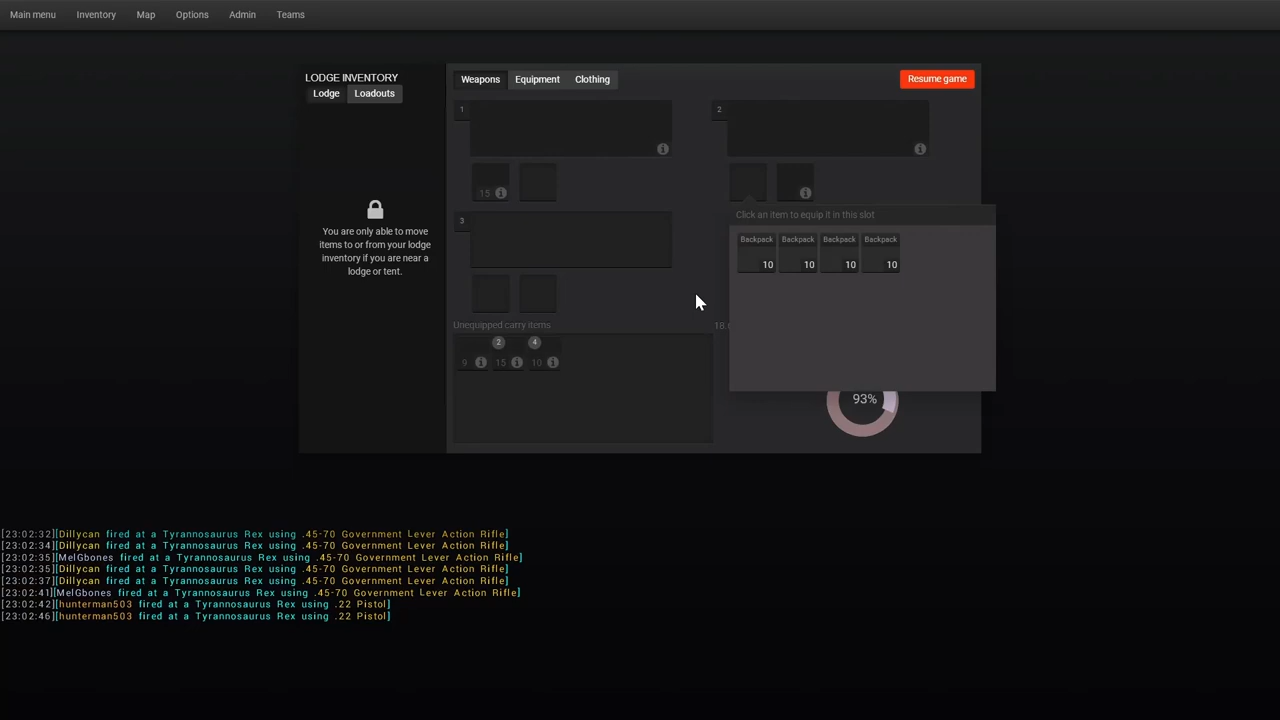 Main menu Inventory Map Options Admin Teams
LODGE INVENTORY
Lodge Loadouts
Weapons Equipment Clothing
Resume game
1
2
15
Click an item to equip it in this slot
Backpack Backpack Backpack Backpack
10 10 10 10
3
You are only able to move
items to or from your lodge
inventory if you are near a
lodge or tent.
Unequipped carry items
2 4
9 15 10
93%
[23:02:32][Dillycan fired at a Tyrannosaurus Rex using .45-70 Government Lever Action Rifle]
[23:02:34][Dillycan fired at a Tyrannosaurus Rex using .45-70 Government Lever Action Rifle]
[23:02:35][MelGbones fired at a Tyrannosaurus Rex using .45-70 Government Lever Action Rifle]
[23:02:35][Dillycan fired at a Tyrannosaurus Rex using .45-70 Government Lever Action Rifle]
[23:02:37][Dillycan fired at a Tyrannosaurus Rex using .45-70 Government Lever Action Rifle]
[23:02:41][MelGbones fired at a Tyrannosaurus Rex using .45-70 Government Lever Action Rifle]
[23:02:42][hunterman503 fired at a Tyrannosaurus Rex using .22 Pistol]
[23:02:46][hunterman503 fired at a Tyrannosaurus Rex using .22 Pistol]